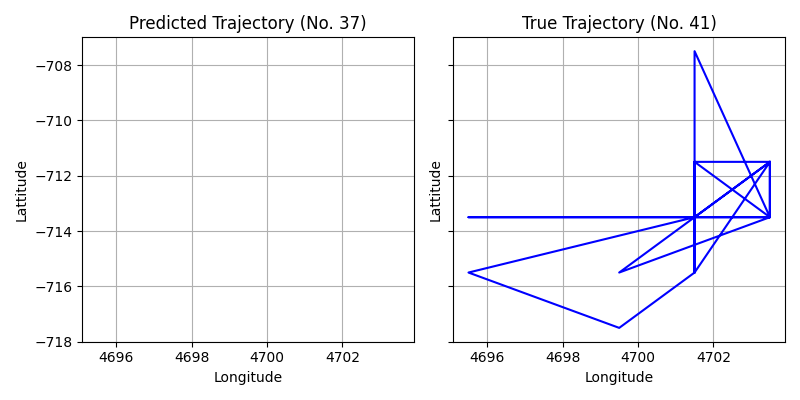 Predicted Trajectory (No. 37)
−708
−710
−712
−714
−716
−718
Lattitude
4696 4698 4700 4702
Longitude
True Trajectory (No. 41)
Lattitude
4696 4698 4700 4702
Longitude